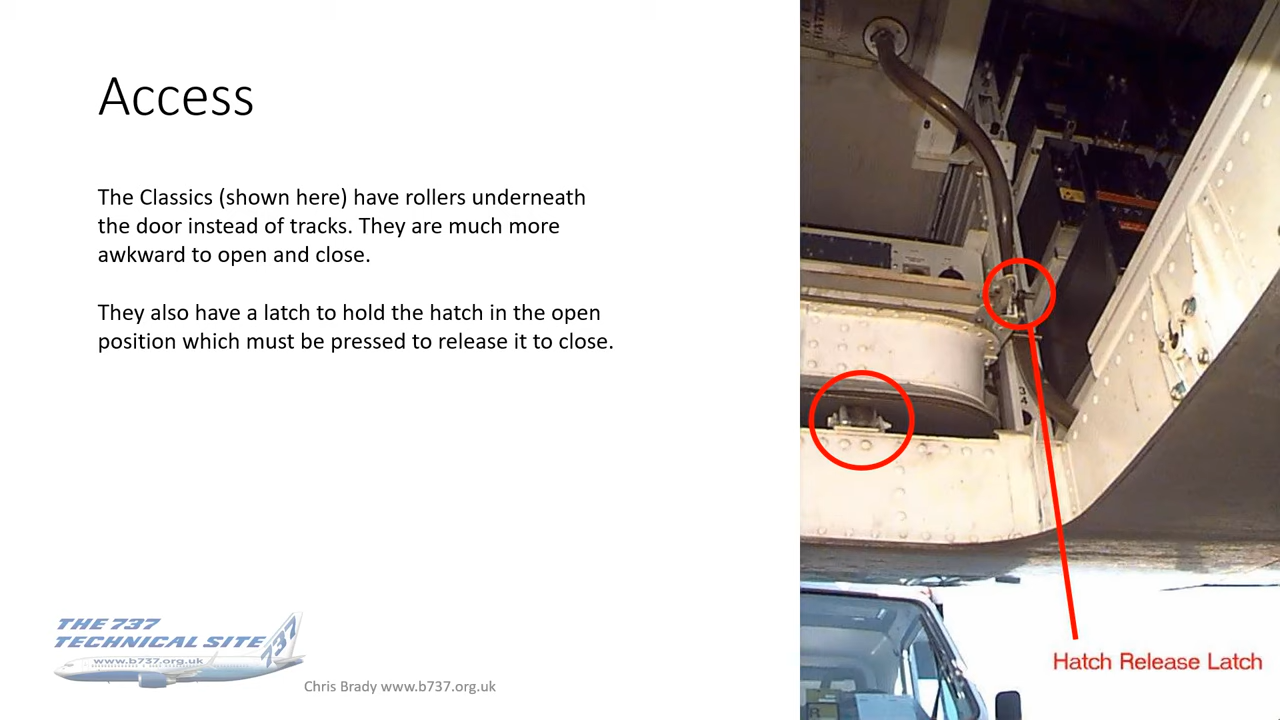 Access
The Classics (shown here) have rollers underneath
the door instead of tracks. They are much more
awkward to open and close.
They also have a latch to hold the hatch in the open
position which must be pressed to release it to close.
8
34
Hatch Release Latch
THE 737
TECHNICAL SITE
737
www.b737.org.uk
Chris Brady www.b737.org.uk